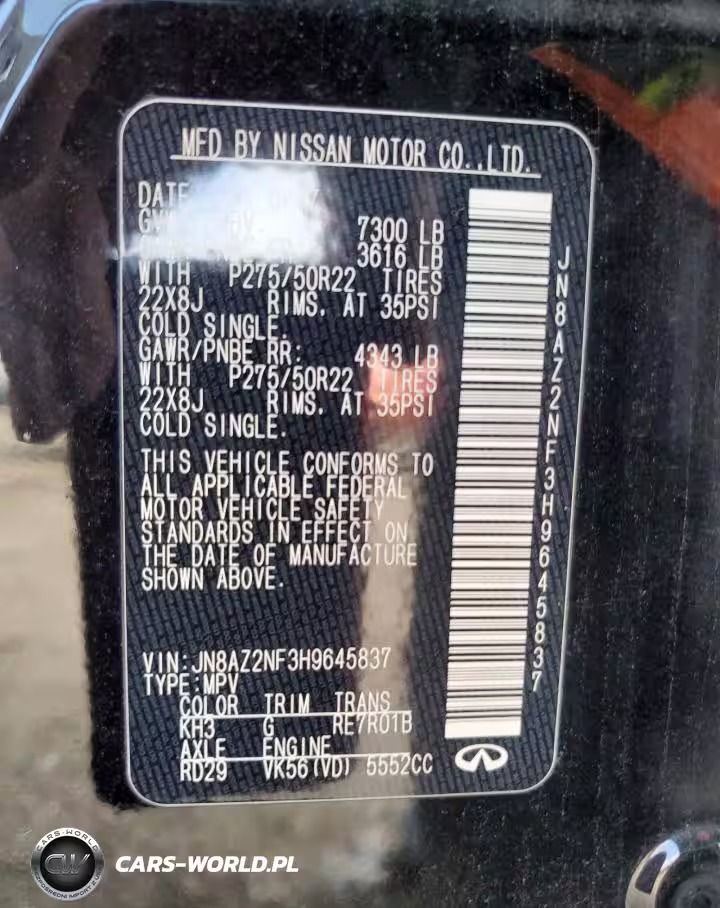 MFD BY NISSAN MOTOR CO.,LTD.
DATE
7300 LB
3616 LB
WITH P275/50R22 TIRES
22X8J RIMS. AT 35PSI
COLD SINGLE.
GAWR/PNBE RR: 4343 LB
WITH P275/50R22 TIRES
22X8J RIMS. AT 35PSI
COLD SINGLE.
THIS VEHICLE CONFORMS TO
ALL APPLICABLE FEDERAL
MOTOR VEHICLE SAFETY
STANDARDS IN EFFECT ON
THE DATE OF MANUFACTURE
SHOWN ABOVE.
VIN:JN8AZ2NF3H9645837
TYPE:MPV
COLOR TRIM TRANS
KH3 G RE7R01B
AXLE ENGINE
RD29 VK56(VD) 5552CC
JN8AZ2NF3H9645837
CARS-WORLD
CW
CARS-WORLD.PL